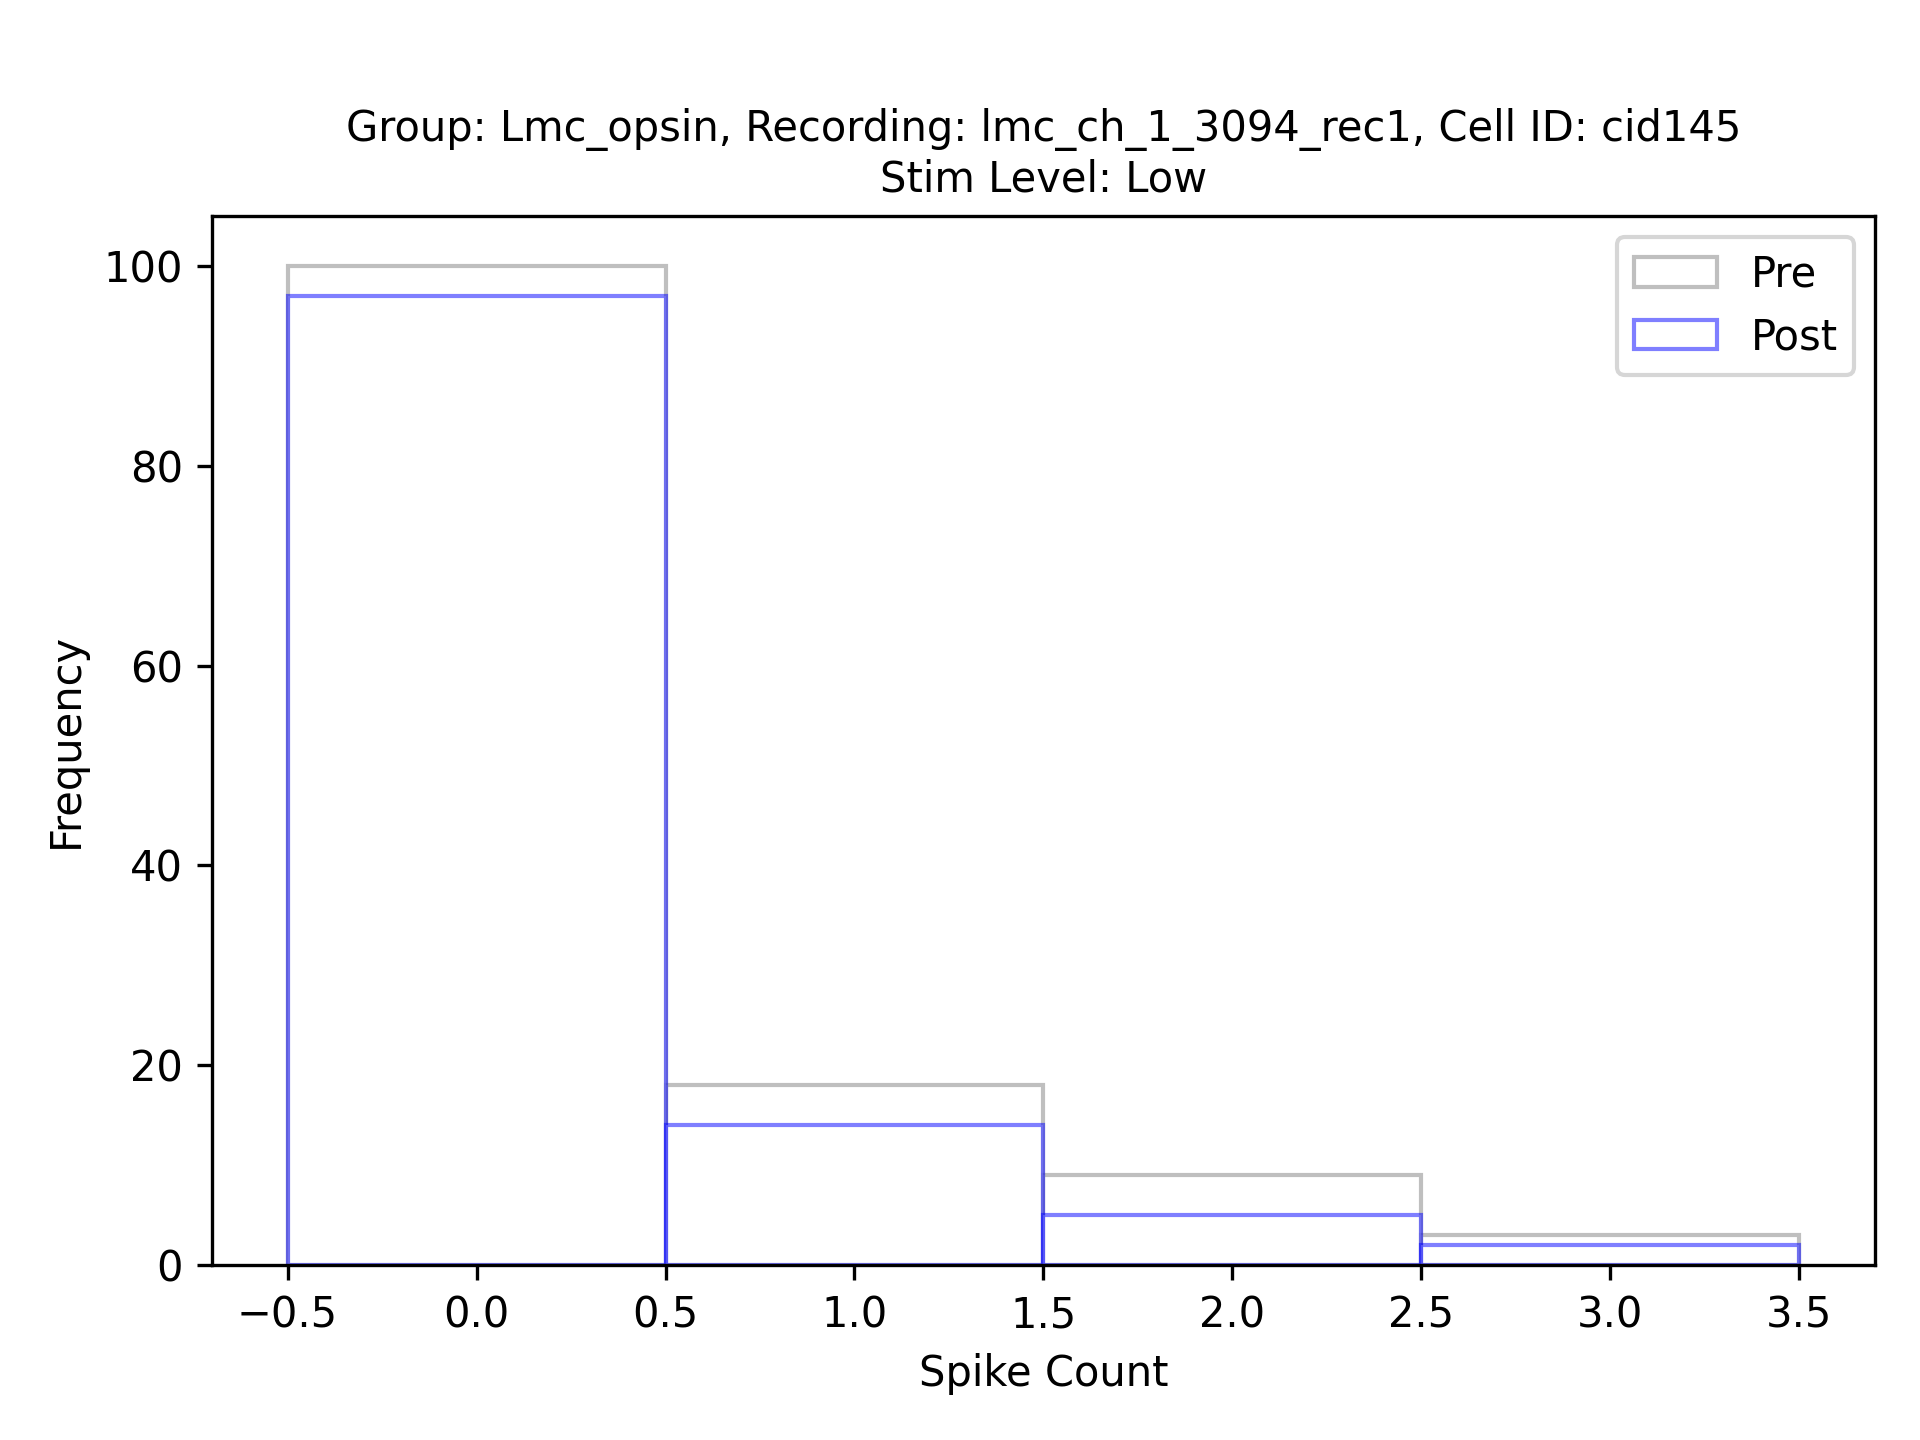 Group: Lmc_opsin, Recording: lmc_ch_1_3094_rec1, Cell ID: cid145
Stim Level: Low
Pre
Post
100
80
60
40
20
0
Frequency
−0.5 0.0 0.5 1.0 1.5 2.0 2.5 3.0 3.5
Spike Count